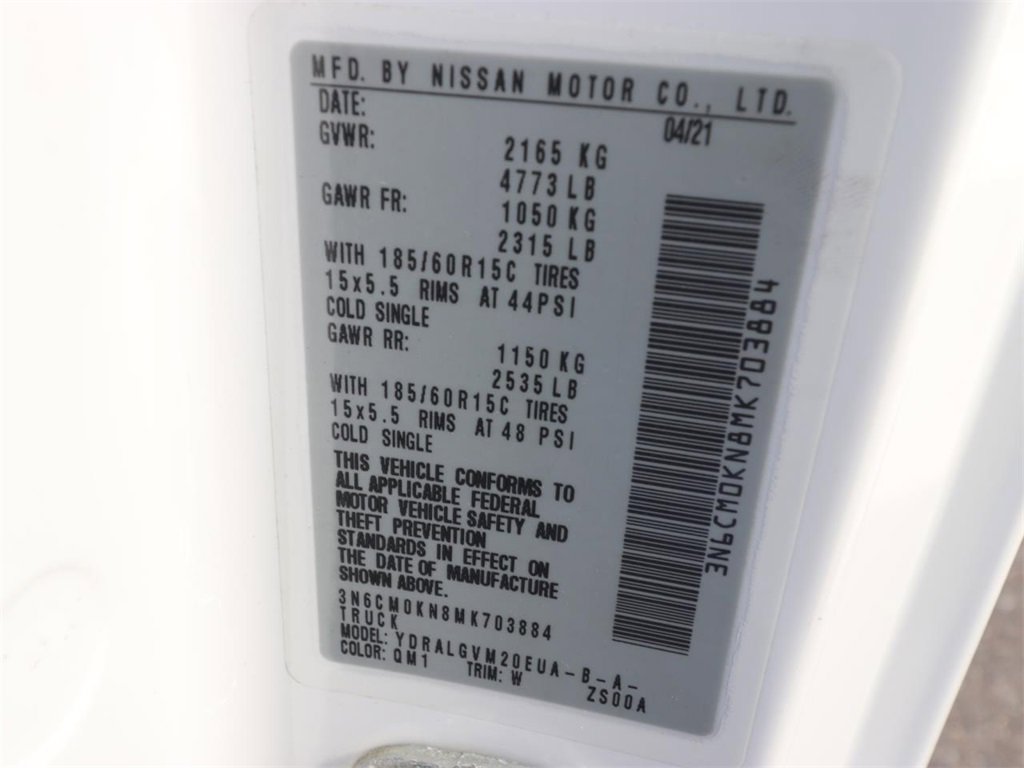 MFD. BY NISSAN MOTOR CO., LTD.
DATE: 04/21
GVWR: 2165 KG
4773 LB
GAWR FR: 1050 KG
2315 LB
WITH 185/60R15C TIRES
15x5.5 RIMS AT 44PSI
COLD SINGLE
GAWR RR: 1150 KG
2535 LB
WITH 185/60R15C TIRES
15x5.5 RIMS AT 48 PSI
COLD SINGLE
THIS VEHICLE CONFORMS TO
ALL APPLICABLE FEDERAL
MOTOR VEHICLE SAFETY AND
THEFT PREVENTION
STANDARDS IN EFFECT ON
THE DATE OF MANUFACTURE
SHOWN ABOVE.
3N6CM0KN8MK703884
TRUCK
MODEL: YDRALGVM20EUA-B-A-
COLOR: QM1 TRIM: W ZS00A
3N6CM0KN8MK703884